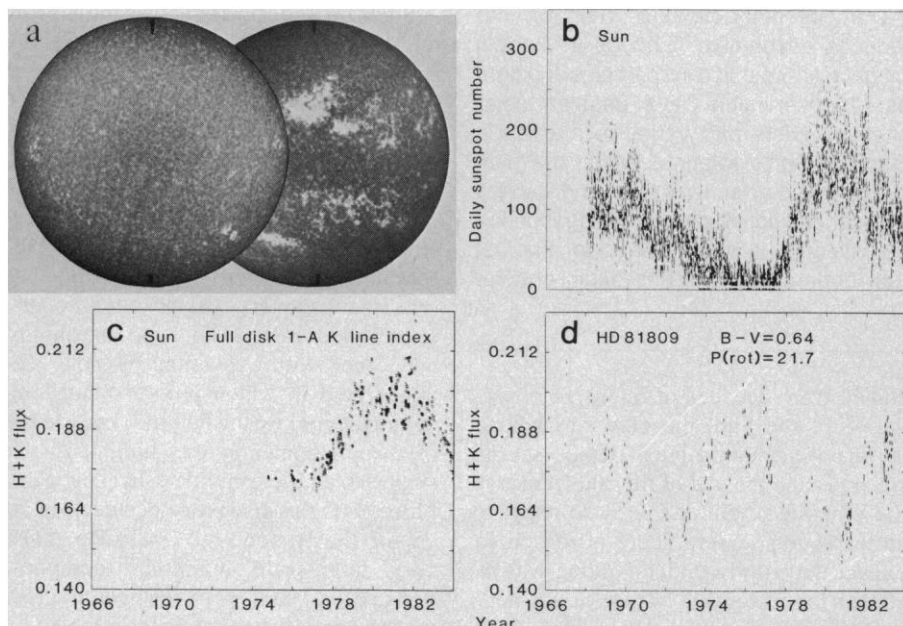 a
b Sun
300
200
100
0
Daily sunspot number
c Sun Full disk 1-A K line index
0.212
0.188
0.164
0.140
H+K flux
1966 1970 1974 1978 1982
d HD 81809 B-V=0.64
P(rot)=21.7
0.212
0.188
0.164
0.140
H+K flux
1966 1970 1974 1978 1982
Year